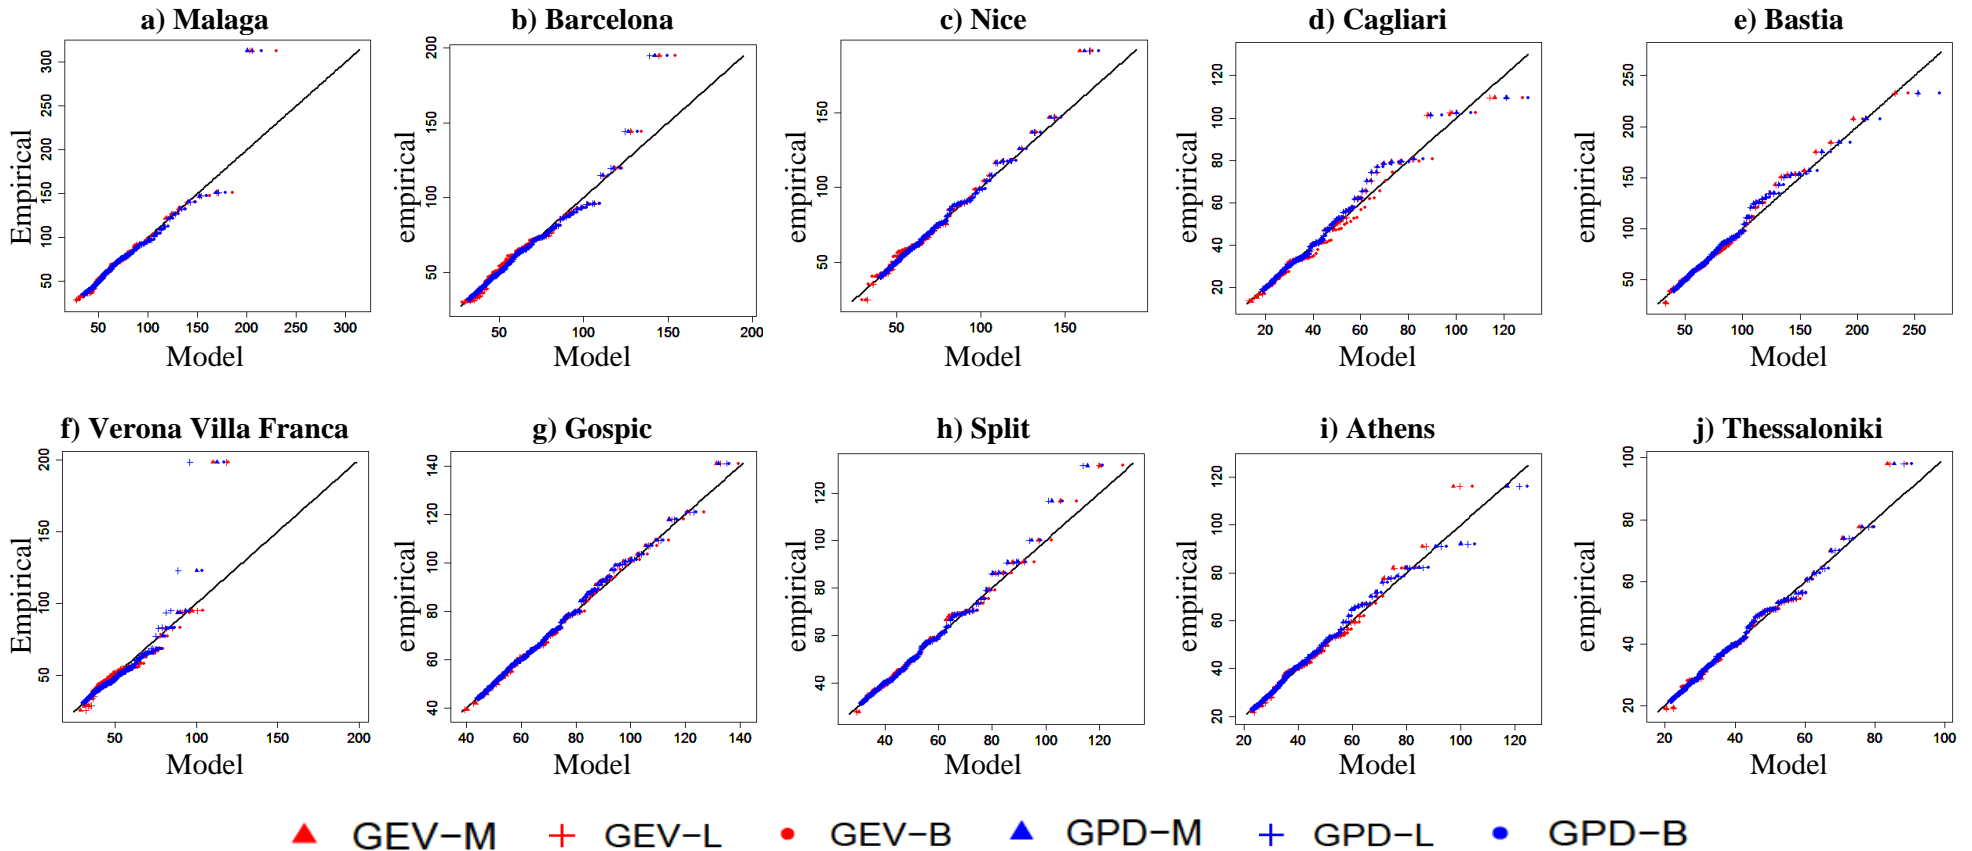 a) Malaga
b) Barcelona
c) Nice
d) Cagliari
e) Bastia
Empirical
50
100
150
200
250
300
50
100
150
200
250
300
Model
empirical
50
100
150
200
50
100
150
200
Model
empirical
50
100
150
50
100
150
Model
empirical
20
40
60
80
100
120
20
40
60
80
100
120
Model
empirical
50
100
150
200
250
50
100
150
200
250
Model
f) Verona Villa Franca
g) Gospic
h) Split
i) Athens
j) Thessaloniki
Empirical
50
100
150
200
50
100
150
200
Model
empirical
40
60
80
100
120
140
40
60
80
100
120
140
Model
empirical
40
60
80
100
120
40
60
80
100
120
Model
empirical
20
40
60
80
100
120
20
40
60
80
100
120
Model
empirical
20
40
60
80
100
20
40
60
80
100
Model
GEV−M
GEV−L
GEV−B
GPD−M
GPD−L
GPD−B